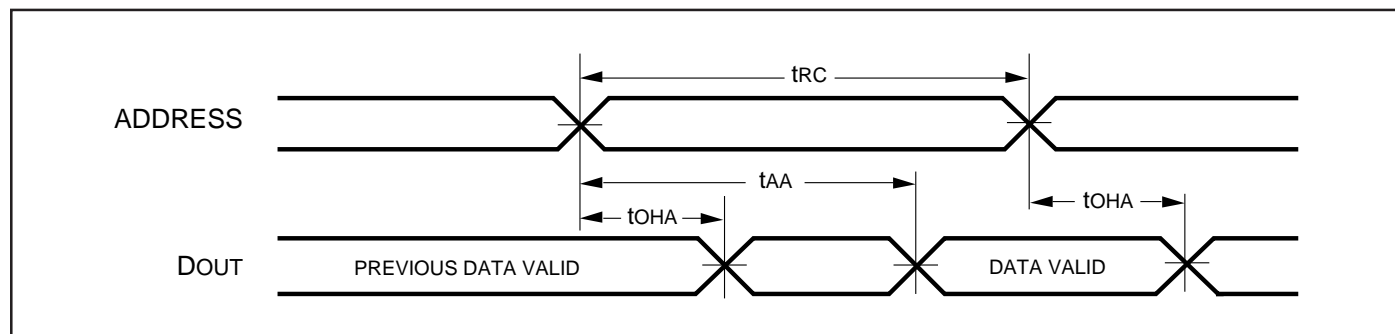 tRC
ADDRESS
tAA
tOHA
tOHA
DOUT
PREVIOUS DATA VALID
DATA VALID